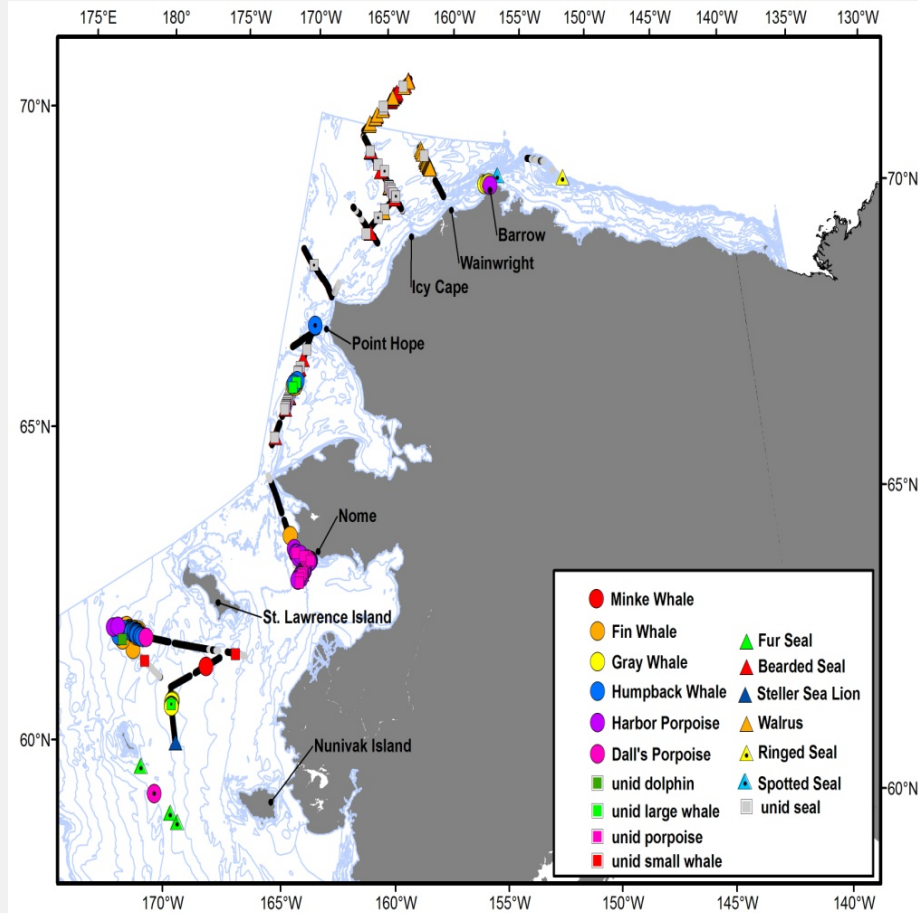 175°E 180° 175°W 170°W 165°W 160°W 155°W 150°W 145°W 140°W 135°W 130°W
70°N
70°N
Barrow
Wainwright
Icy Cape
Point Hope
65°N
65°N
Nome
St. Lawrence Island
60°N
Nunivak Island
60°N
Minke Whale
Fin Whale
Gray Whale
Humpback Whale
Harbor Porpoise
Dall's Porpoise
unid dolphin
unid large whale
unid porpoise
unid small whale
Fur Seal
Bearded Seal
Steller Sea Lion
Walrus
Ringed Seal
Spotted Seal
unid seal
170°W 165°W 160°W 155°W 150°W 145°W 140°W